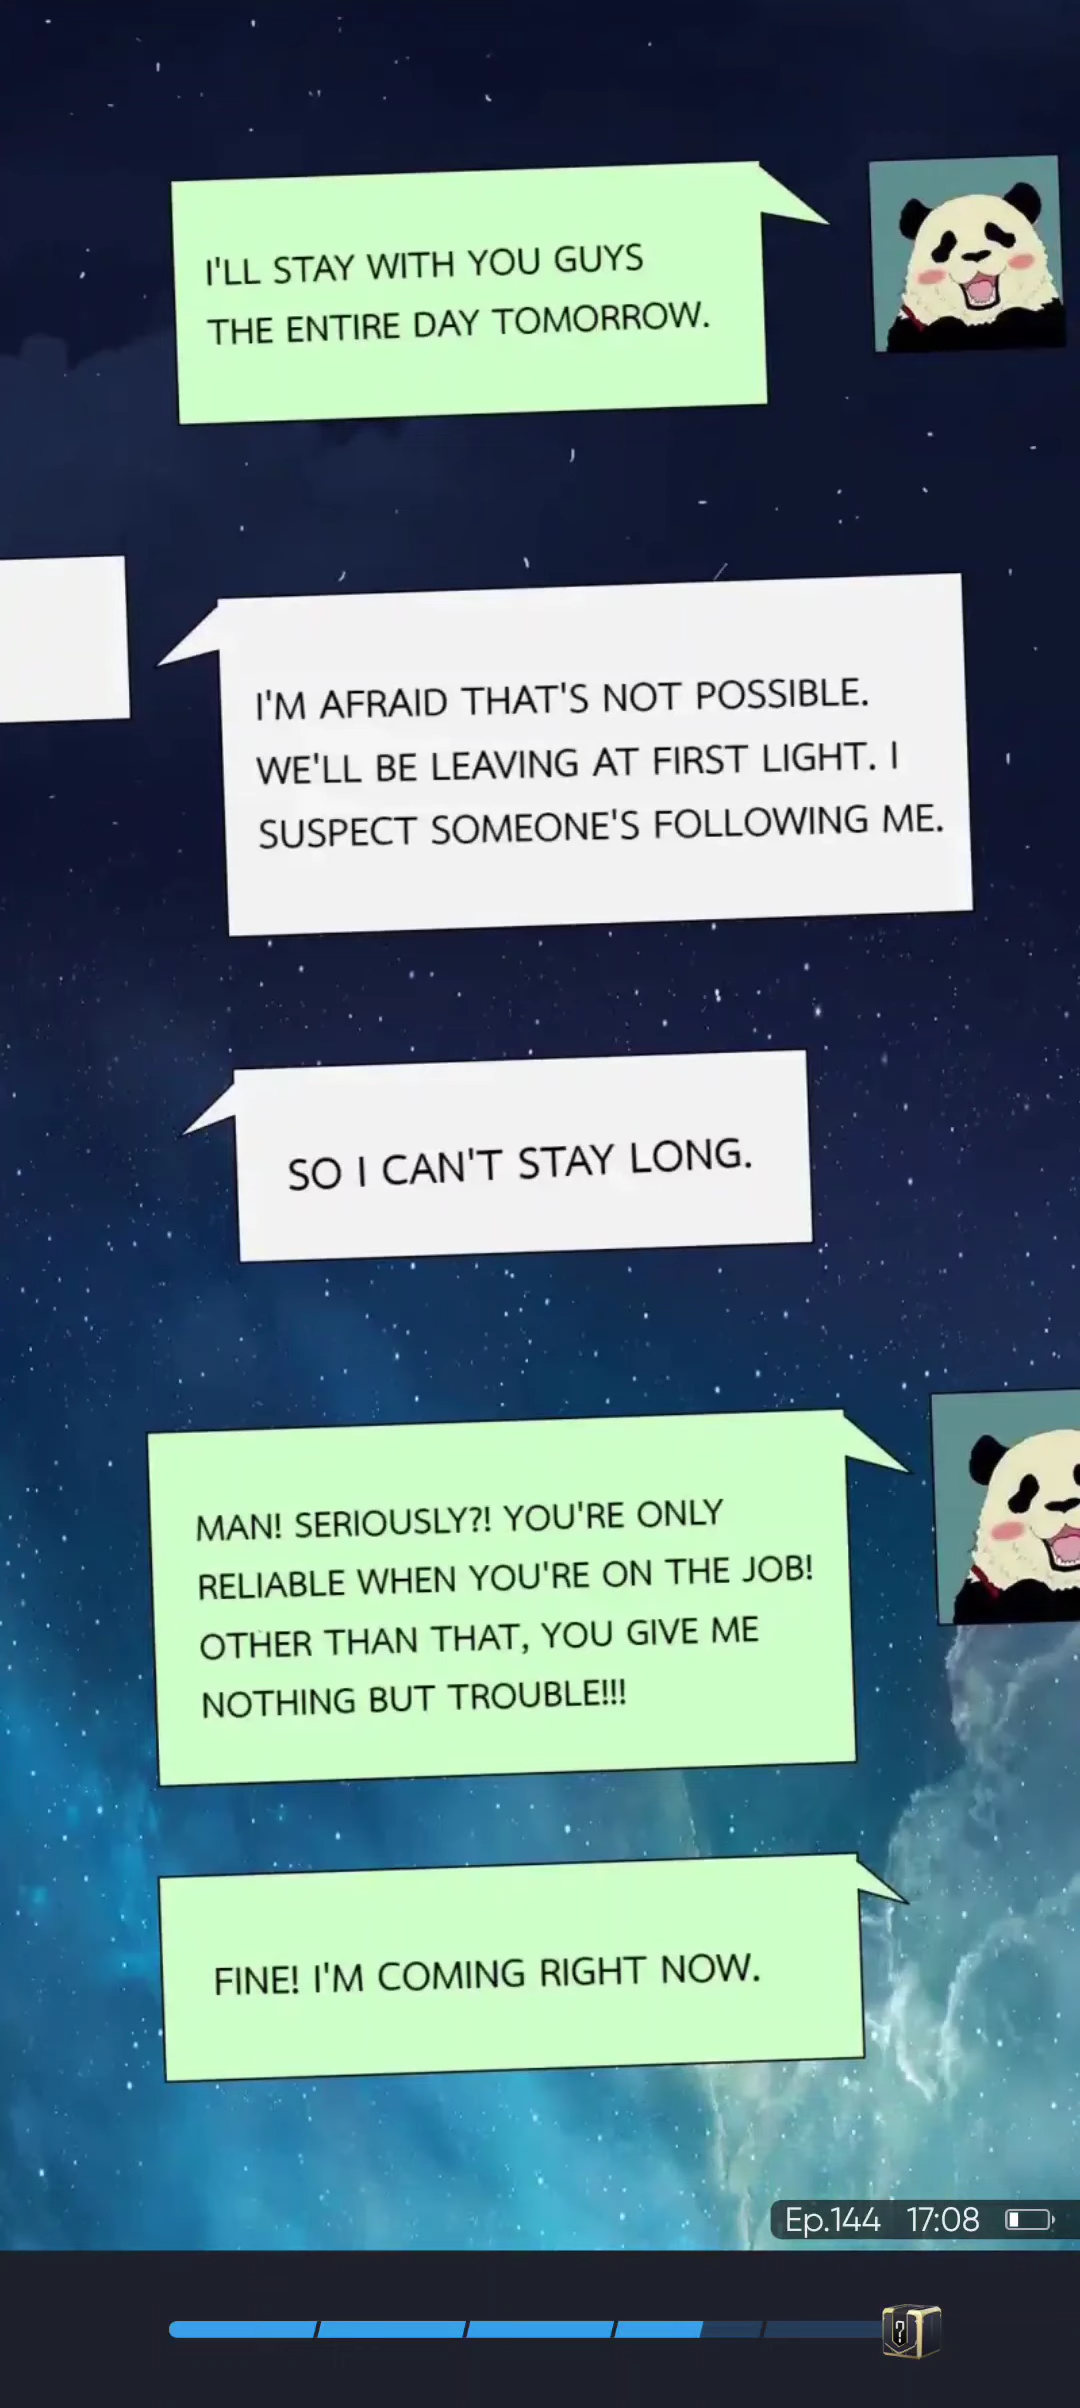 I'LL STAY WITH YOU GUYS
THE ENTIRE DAY TOMORROW.
I'M AFRAID THAT'S NOT POSSIBLE.
WE'LL BE LEAVING AT FIRST LIGHT. I
SUSPECT SOMEONE'S FOLLOWING ME.
SO I CAN'T STAY LONG.
MAN! SERIOUSLY?! YOU'RE ONLY
RELIABLE WHEN YOU'RE ON THE JOB!
OTHER THAN THAT, YOU GIVE ME
NOTHING BUT TROUBLE!!!
FINE! I'M COMING RIGHT NOW.
Ep.144 17:08
?